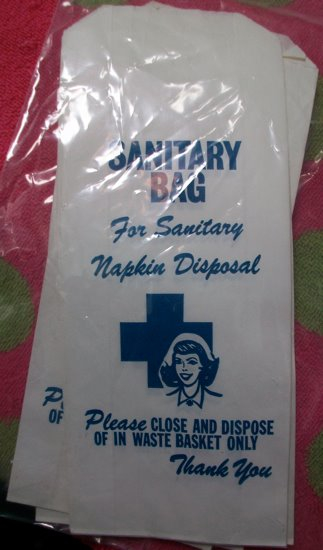 SANITARY
BAG
For Sanitary
Napkin Disposal
Please CLOSE AND DISPOSE
OF IN WASTE BASKET ONLY
Thank You